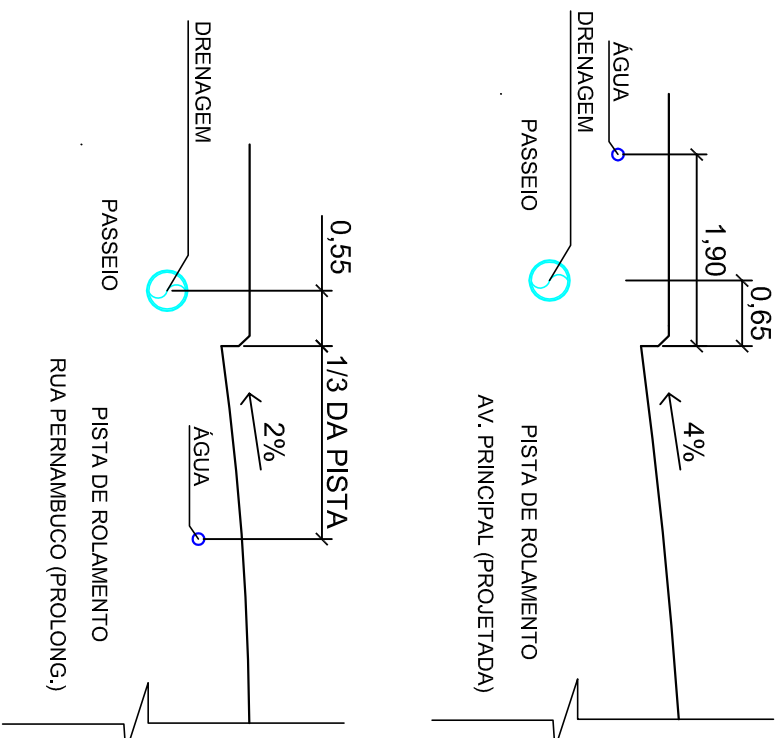 0,65
1,90
ÁGUA
DRENAGEM
PASSEIO
4%
PISTA DE ROLAMENTO
AV. PRINCIPAL (PROJETADA)
0,55
1/3 DA PISTA
DRENAGEM
PASSEIO
2%
ÁGUA
PISTA DE ROLAMENTO
RUA PERNAMBUCO (PROLONG.)